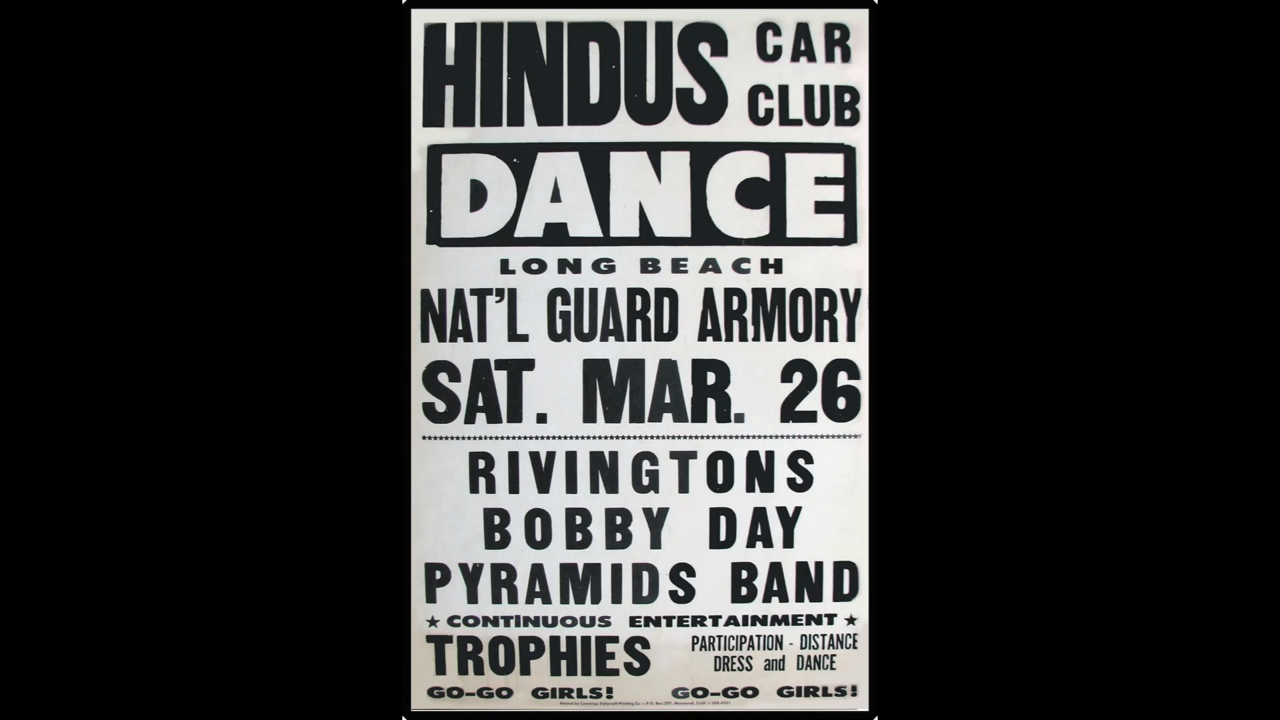 HINDUS CAR CLUB
DANCE
LONG BEACH
NAT'L GUARD ARMORY
SAT. MAR. 26
RIVINGTONS
BOBBY DAY
PYRAMIDS BAND
★ CONTINUOUS ENTERTAINMENT ★
TROPHIES
PARTICIPATION - DISTANCE
DRESS and DANCE
GO-GO GIRLS! GO-GO GIRLS!